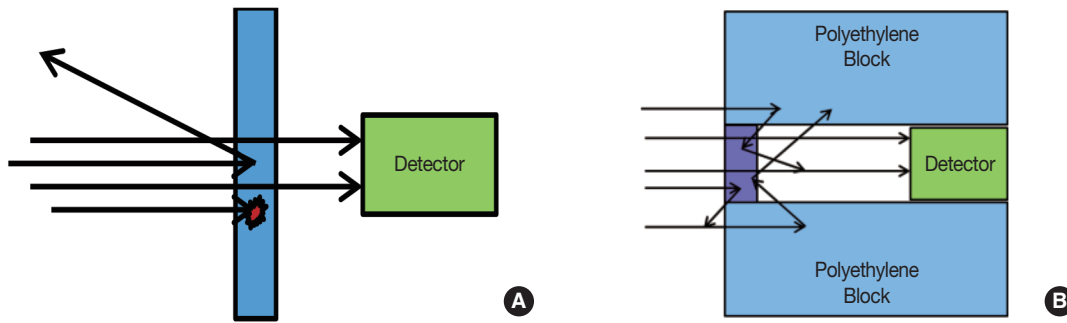 Detector
A
Polyethylene
Block
Detector
Polyethylene
Block
B